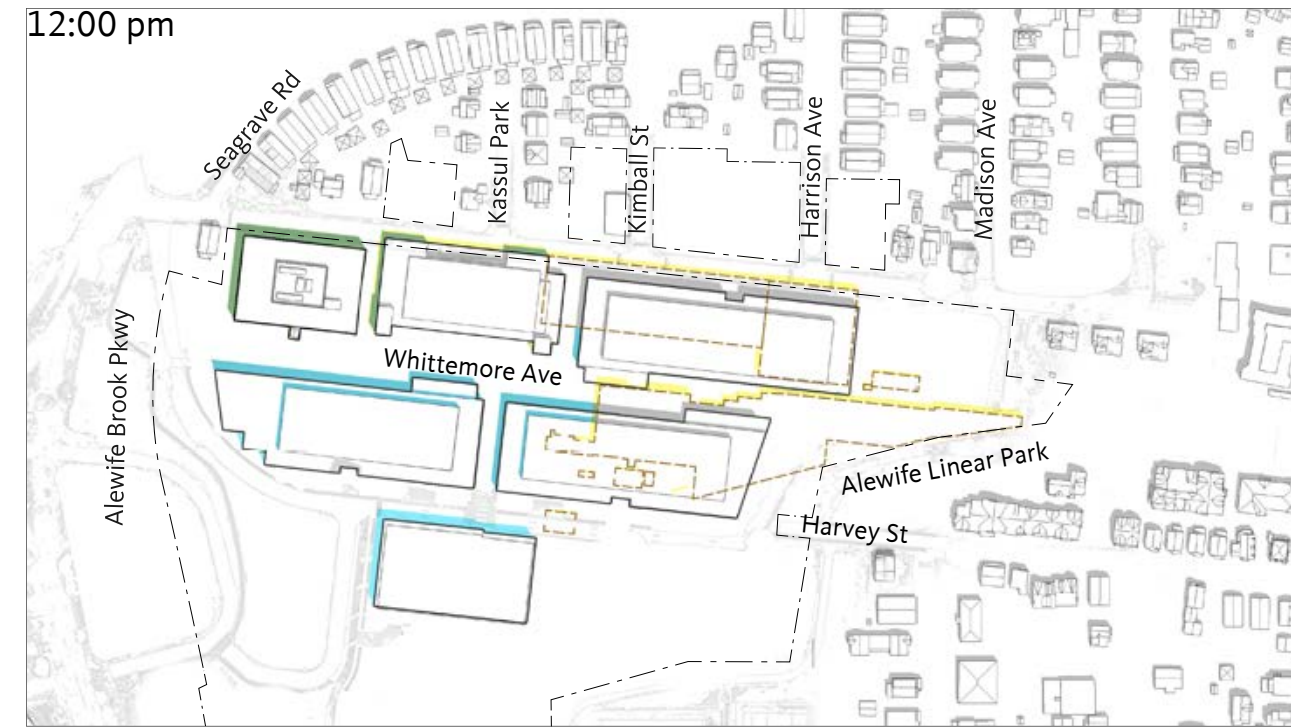 12:00 pm
Seagrave Rd
Kassul Park
Kimball St
Harrison Ave
Madison Ave
Alewife Brook Pkwy
Whittemore Ave
Alewife Linear Park
Harvey St